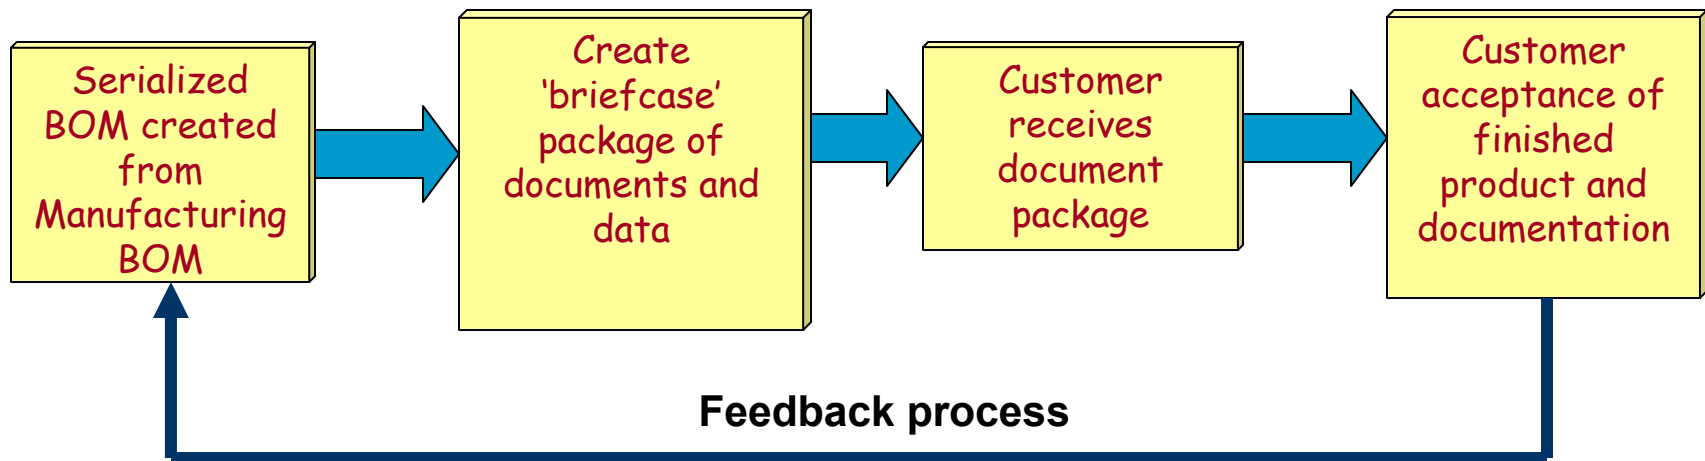 Serialized
BOM created
from
Manufacturing
BOM
Create
‘briefcase’
package of
documents and
data
Customer
receives
document
package
Customer
acceptance of
finished
product and
documentation
Feedback process